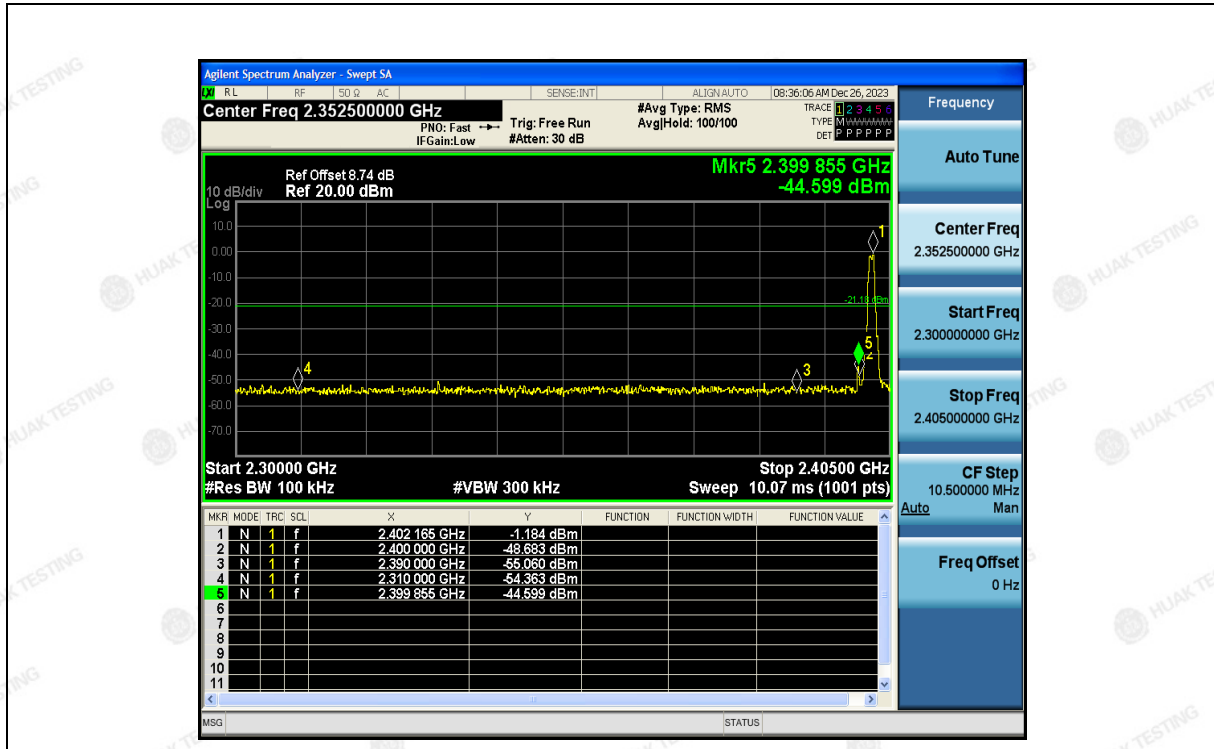 Agilent Spectrum Analyzer - Swept SA
LXI RL RF 50 Ω AC SENSE:INT ALIGN AUTO 08:36:06 AM Dec 26, 2023
Center Freq 2.352500000 GHz
PNO: Fast
IFGain:Low
Trig: Free Run
#Atten: 30 dB
#Avg Type: RMS
Avg|Hold: 100/100
TRACE 1 2 3 4 5 6
TYPE M WWWWW
DET P P P P P P
Mkr5 2.399 855 GHz
-44.599 dBm
Ref Offset 8.74 dB
10 dB/div Ref 20.00 dBm
Log
10.0
0.00
-10.0
-20.0
-30.0
-40.0
-50.0
-60.0
-70.0
1
-21.18 dBm
5
2
3
4
Start 2.30000 GHz Stop 2.40500 GHz
#Res BW 100 kHz #VBW 300 kHz Sweep 10.07 ms (1001 pts)
MKR MODE TRC SCL X Y FUNCTION FUNCTION WIDTH FUNCTION VALUE
1 N 1 f 2.402 165 GHz -1.184 dBm
2 N 1 f 2.400 000 GHz -48.683 dBm
3 N 1 f 2.390 000 GHz -55.060 dBm
4 N 1 f 2.310 000 GHz -54.363 dBm
5 N 1 f 2.399 855 GHz -44.599 dBm
6
7
8
9
10
11
MSG STATUS
Frequency
Auto Tune
Center Freq
2.352500000 GHz
Start Freq
2.300000000 GHz
Stop Freq
2.405000000 GHz
CF Step
10.500000 MHz
Auto Man
Freq Offset
0 Hz
HUAK TESTING